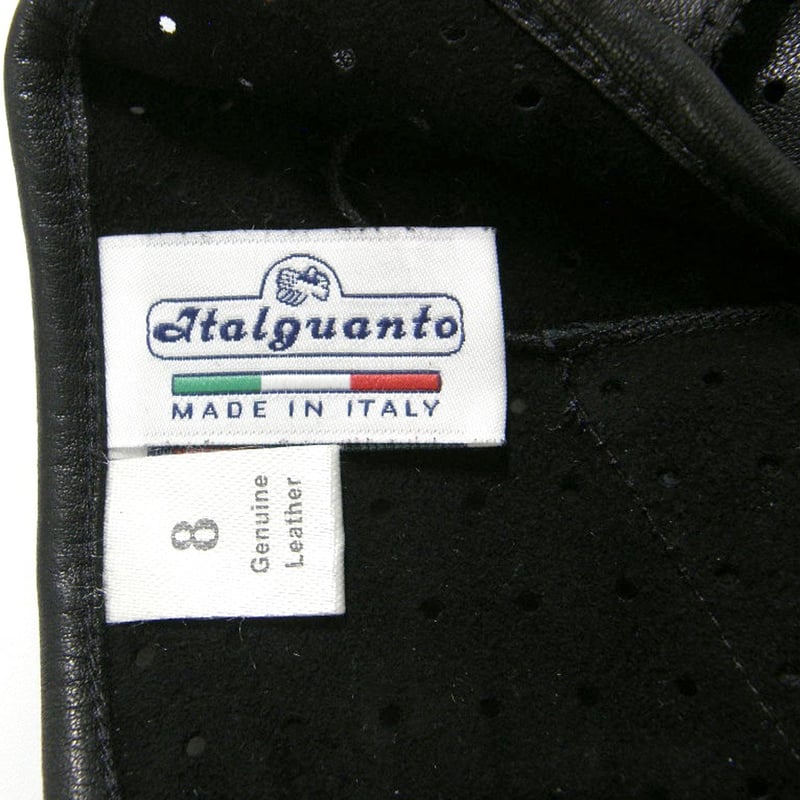 Italguanto
MADE IN ITALY
8
Genuine
Leather